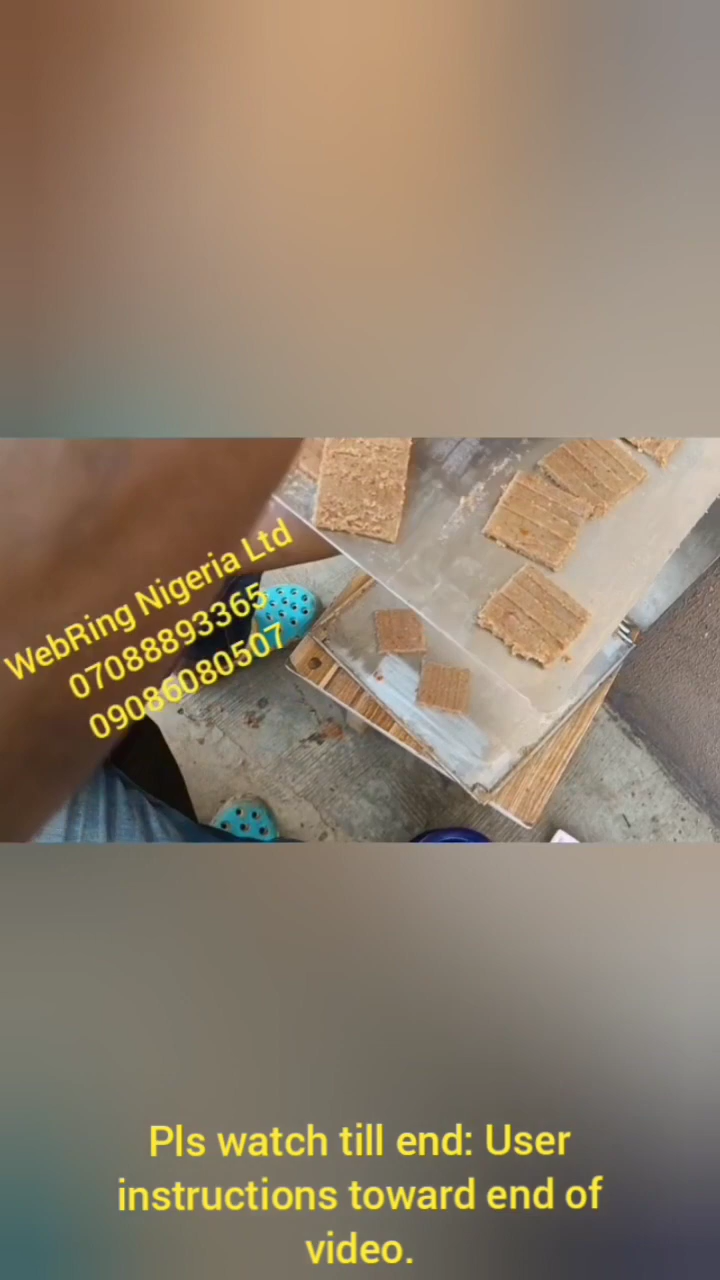 WebRing Nigeria Ltd
07088893365
09086080507
Pls watch till end: User
instructions toward end of
video.